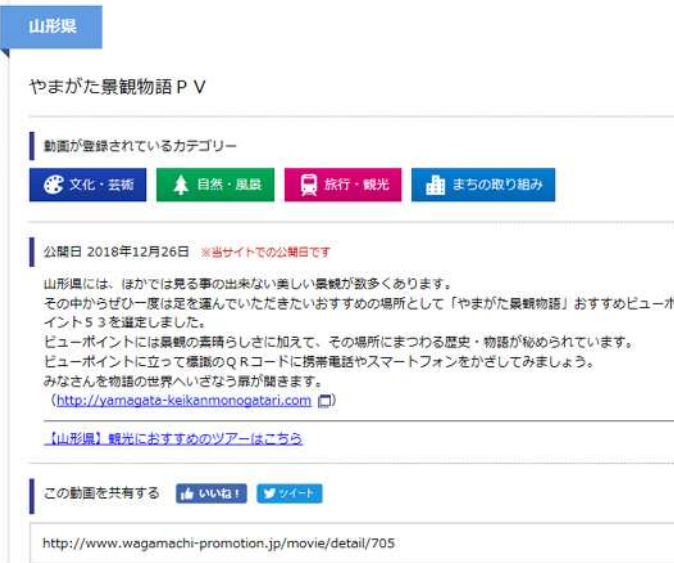 山形県
やまがた景観物語ＰＶ
動画が登録されているカテゴリー
文化・芸術 自然・風景 旅行・観光 まちの取り組み
公開日 2018年12月26日 ※当サイトでの公開日です
山形県には、ほかでは見る事の出来ない美しい景観が数多くあります。
その中からぜひ一度は足を運んでいただきたいおすすめの場所として「やまがた景観物語」おすすめビューポ
イント５３を選定しました。
ビューポイントには景観の素晴らしさに加えて、その場所にまつわる歴史・物語が秘められています。
ビューポイントに立って標識のＱＲコードに携帯電話やスマートフォンをかざしてみましょう。
みなさんを物語の世界へいざなう扉が開きます。
（http://yamagata-keikanmonogatari.com）
【山形県】観光におすすめのツアーはこちら
この動画を共有する いいね！ ツイート
http://www.wagamachi-promotion.jp/movie/detail/705